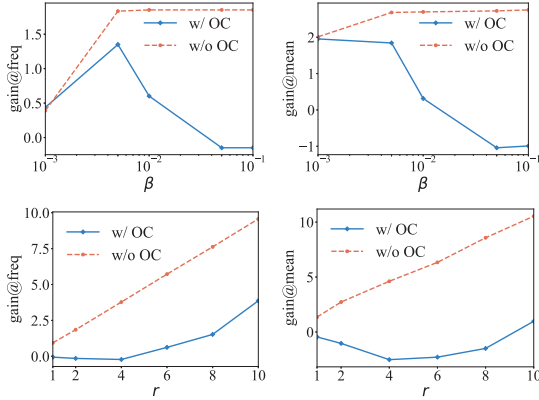 gain@freq
1.5
1.0
0.5
0.0
w/ OC
w/o OC
10⁻³
10⁻²
10⁻¹
β
gain@mean
2
1
0
−1
w/ OC
w/o OC
10⁻³
10⁻²
10⁻¹
β
gain@freq
10.0
7.5
5.0
2.5
0.0
w/ OC
w/o OC
1 2 4 6 8 10
r
gain@mean
10
5
0
w/ OC
w/o OC
1 2 4 6 8 10
r